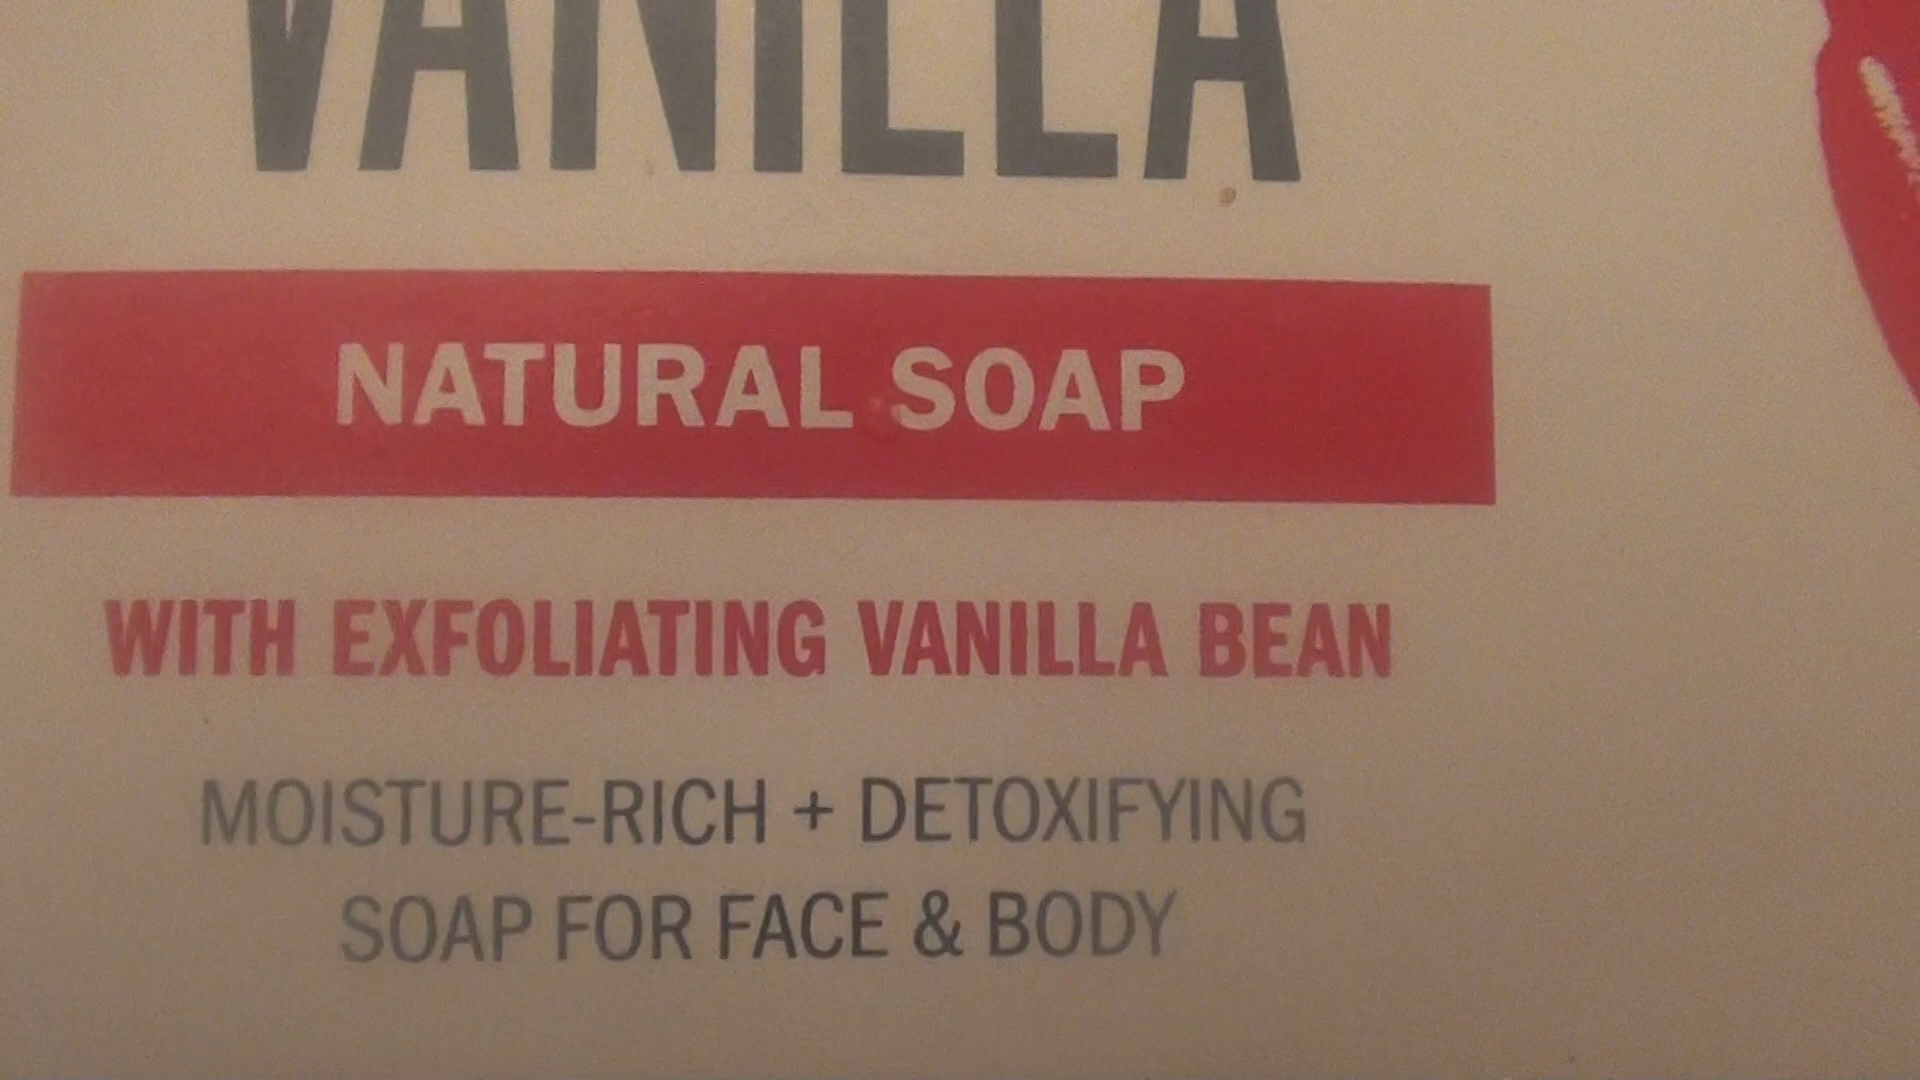 VANILLA
NATURAL SOAP
WITH EXFOLIATING VANILLA BEAN
MOISTURE-RICH + DETOXIFYING
SOAP FOR FACE & BODY